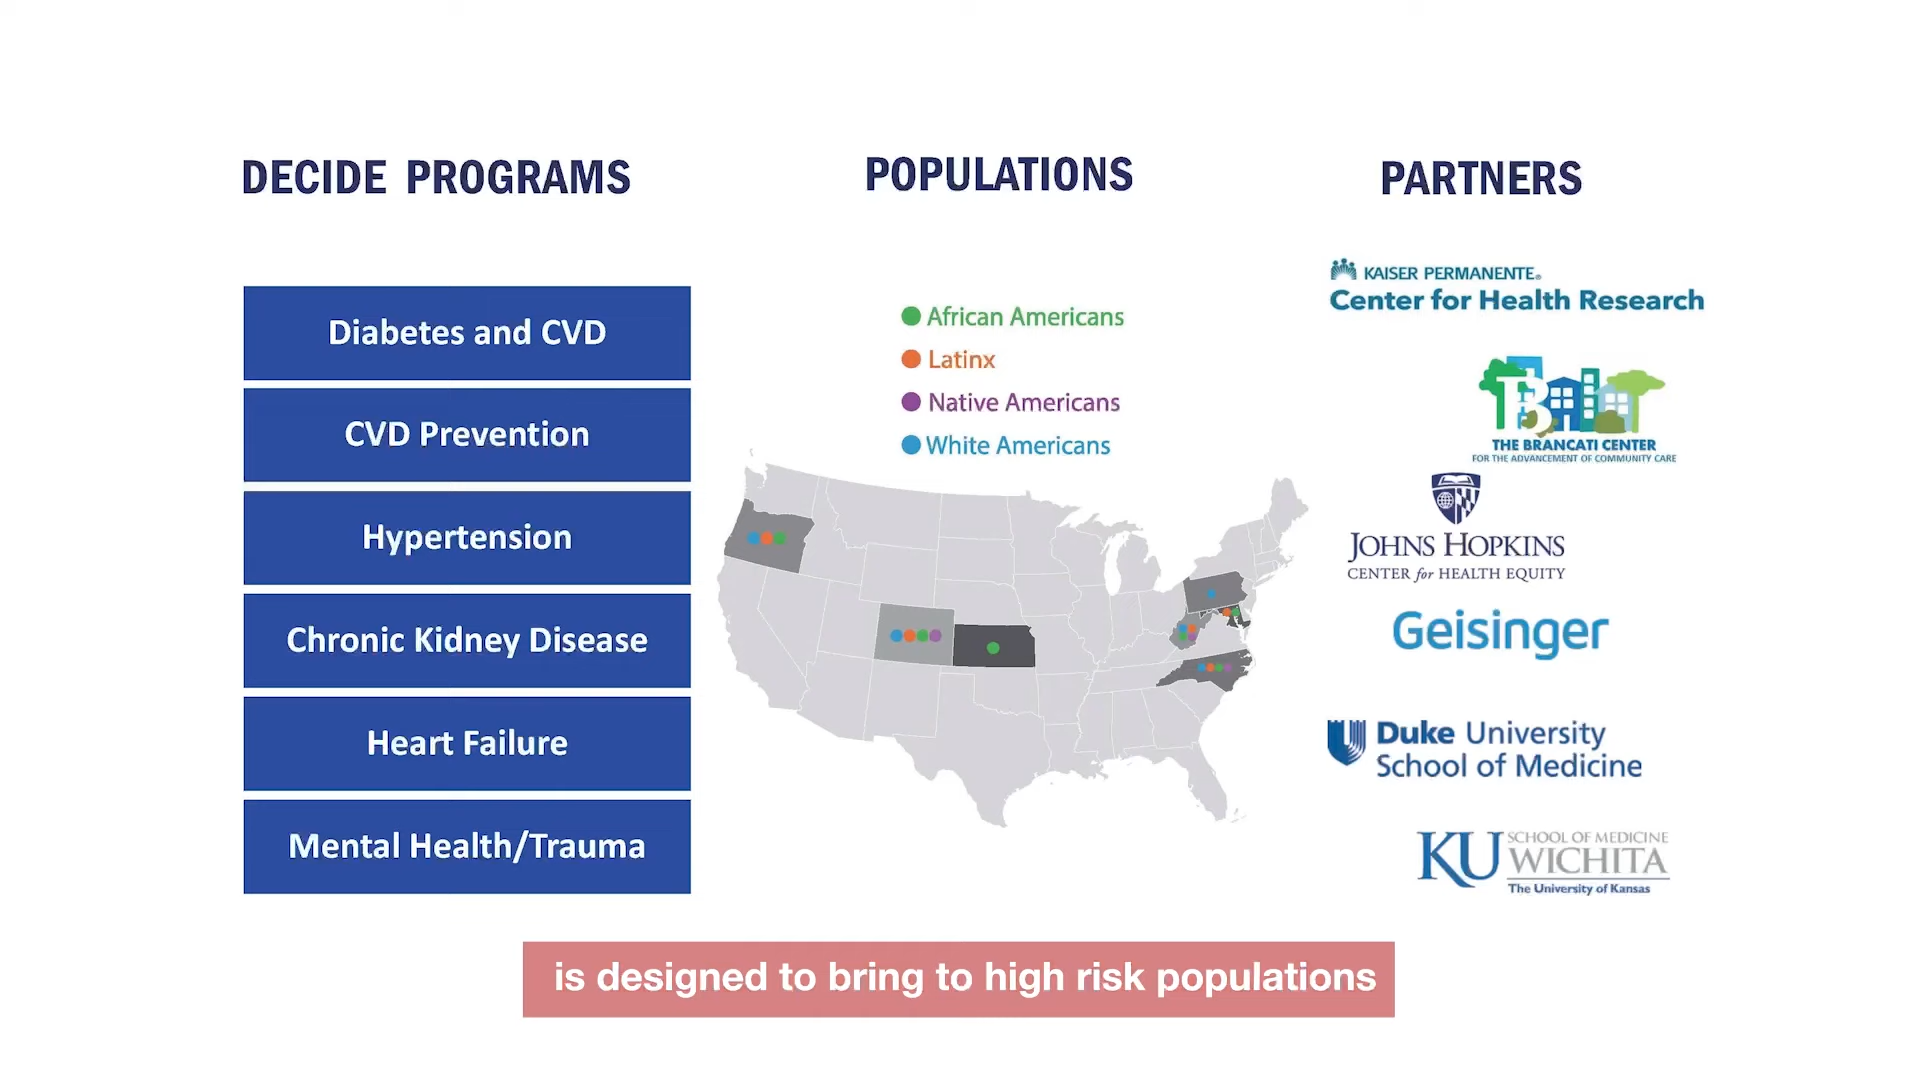 DECIDE PROGRAMS
Diabetes and CVD
CVD Prevention
Hypertension
Chronic Kidney Disease
Heart Failure
Mental Health/Trauma
POPULATIONS
African Americans
Latinx
Native Americans
White Americans
PARTNERS
KAISER PERMANENTE®
Center for Health Research
B
THE BRANCATI CENTER
FOR THE ADVANCEMENT OF COMMUNITY CARE
JOHNS HOPKINS
CENTER for HEALTH EQUITY
Geisinger
Duke University
School of Medicine
KU SCHOOL OF MEDICINE
WICHITA
The University of Kansas
is designed to bring to high risk populations